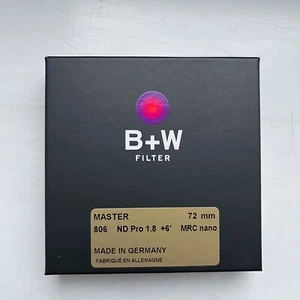 B+W
FILTER
MASTER 72 mm
806 ND Pro 1.8 +6' MRC nano
MADE IN GERMANY
FABRIQUÉ EN ALLEMAGNE